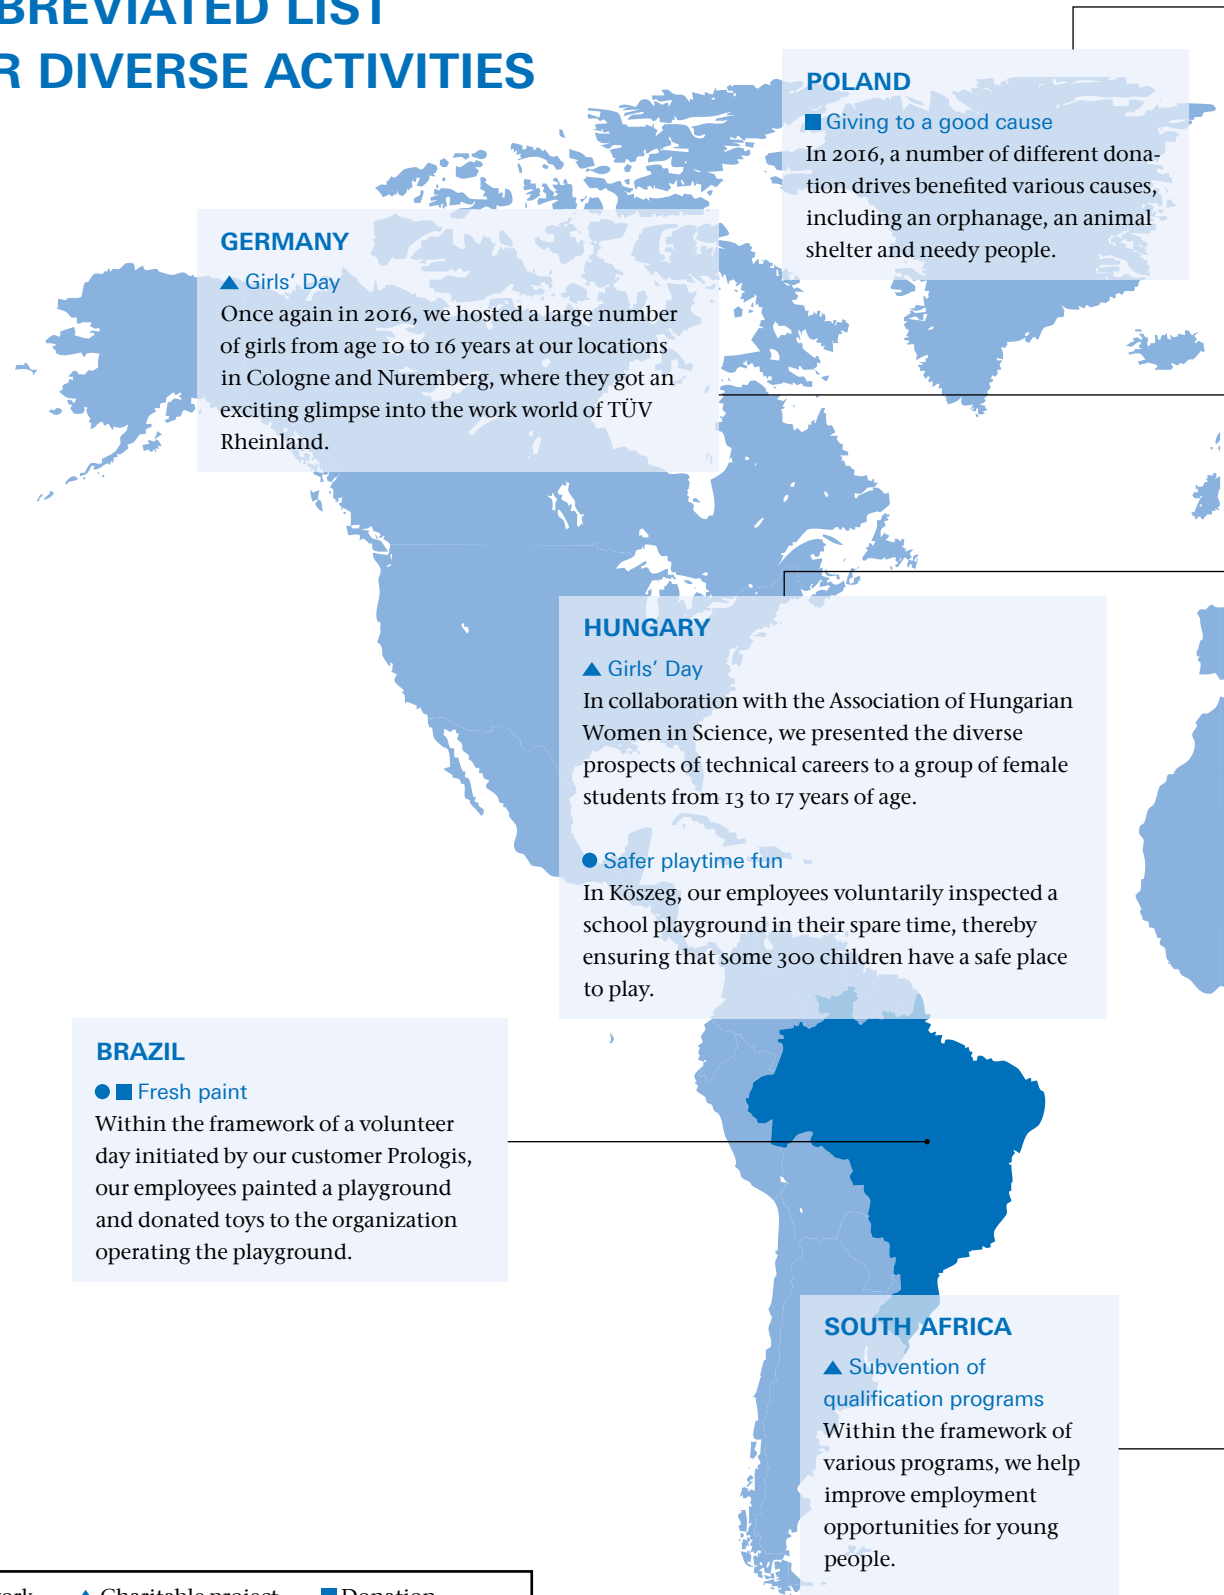 BREVIATED LIST
R DIVERSE ACTIVITIES
POLAND
Giving to a good cause
In 2016, a number of different dona-
tion drives benefited various causes,
including an orphanage, an animal
shelter and needy people.
GERMANY
Girls’ Day
Once again in 2016, we hosted a large number
of girls from age 10 to 16 years at our locations
in Cologne and Nuremberg, where they got an
exciting glimpse into the work world of TÜV
Rheinland.
HUNGARY
Girls’ Day
In collaboration with the Association of Hungarian
Women in Science, we presented the diverse
prospects of technical careers to a group of female
students from 13 to 17 years of age.
Safer playtime fun
In Köszeg, our employees voluntarily inspected a
school playground in their spare time, thereby
ensuring that some 300 children have a safe place
to play.
BRAZIL
Fresh paint
Within the framework of a volunteer
day initiated by our customer Prologis,
our employees painted a playground
and donated toys to the organization
operating the playground.
SOUTH AFRICA
Subvention of
qualification programs
Within the framework of
various programs, we help
improve employment
opportunities for young
people.
Charitable project Donation